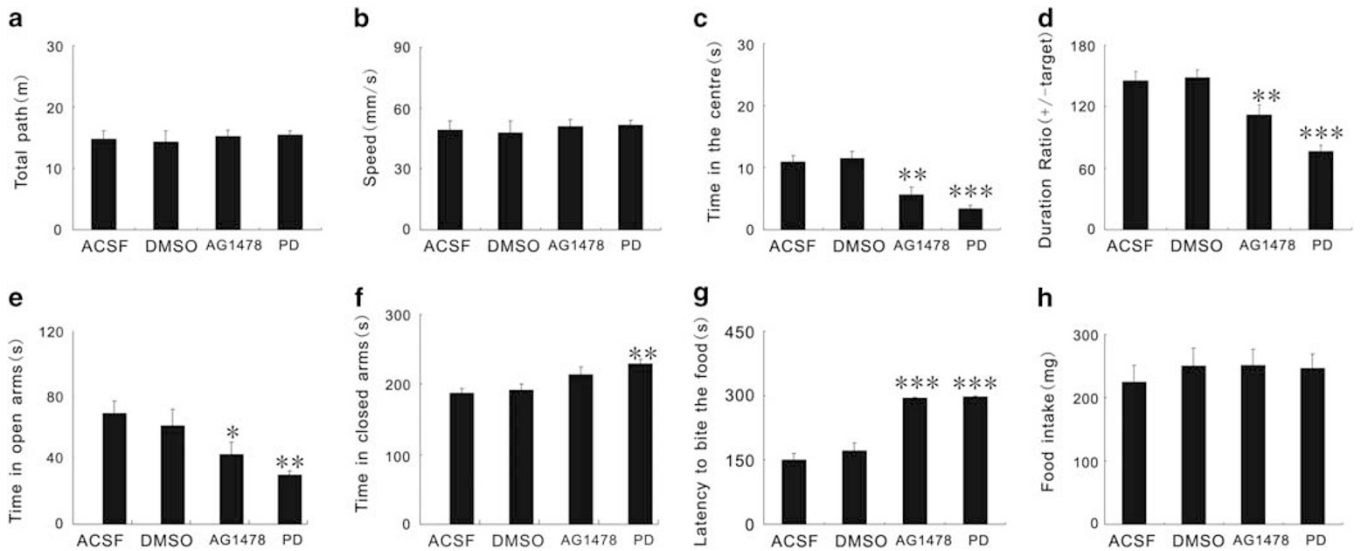 a
Total path(m)
30
20
10
0
ACSF DMSO AG1478 PD
b
Speed(mm/s)
90
60
30
0
ACSF DMSO AG1478 PD
c
Time in the centre(s)
30
20
10
0
** ***
ACSF DMSO AG1478 PD
d
Duration Ratio(+/-target)
180
120
60
0
** ***
ACSF DMSO AG1478 PD
e
Time in open arms(s)
120
80
40
0
* **
ACSF DMSO AG1478 PD
f
Time in closed arms(s)
300
200
100
0
**
ACSF DMSO AG1478 PD
g
Latency to bite the food(s)
450
300
150
0
*** ***
ACSF DMSO AG1478 PD
h
Food intake(mg)
300
200
100
0
ACSF DMSO AG1478 PD